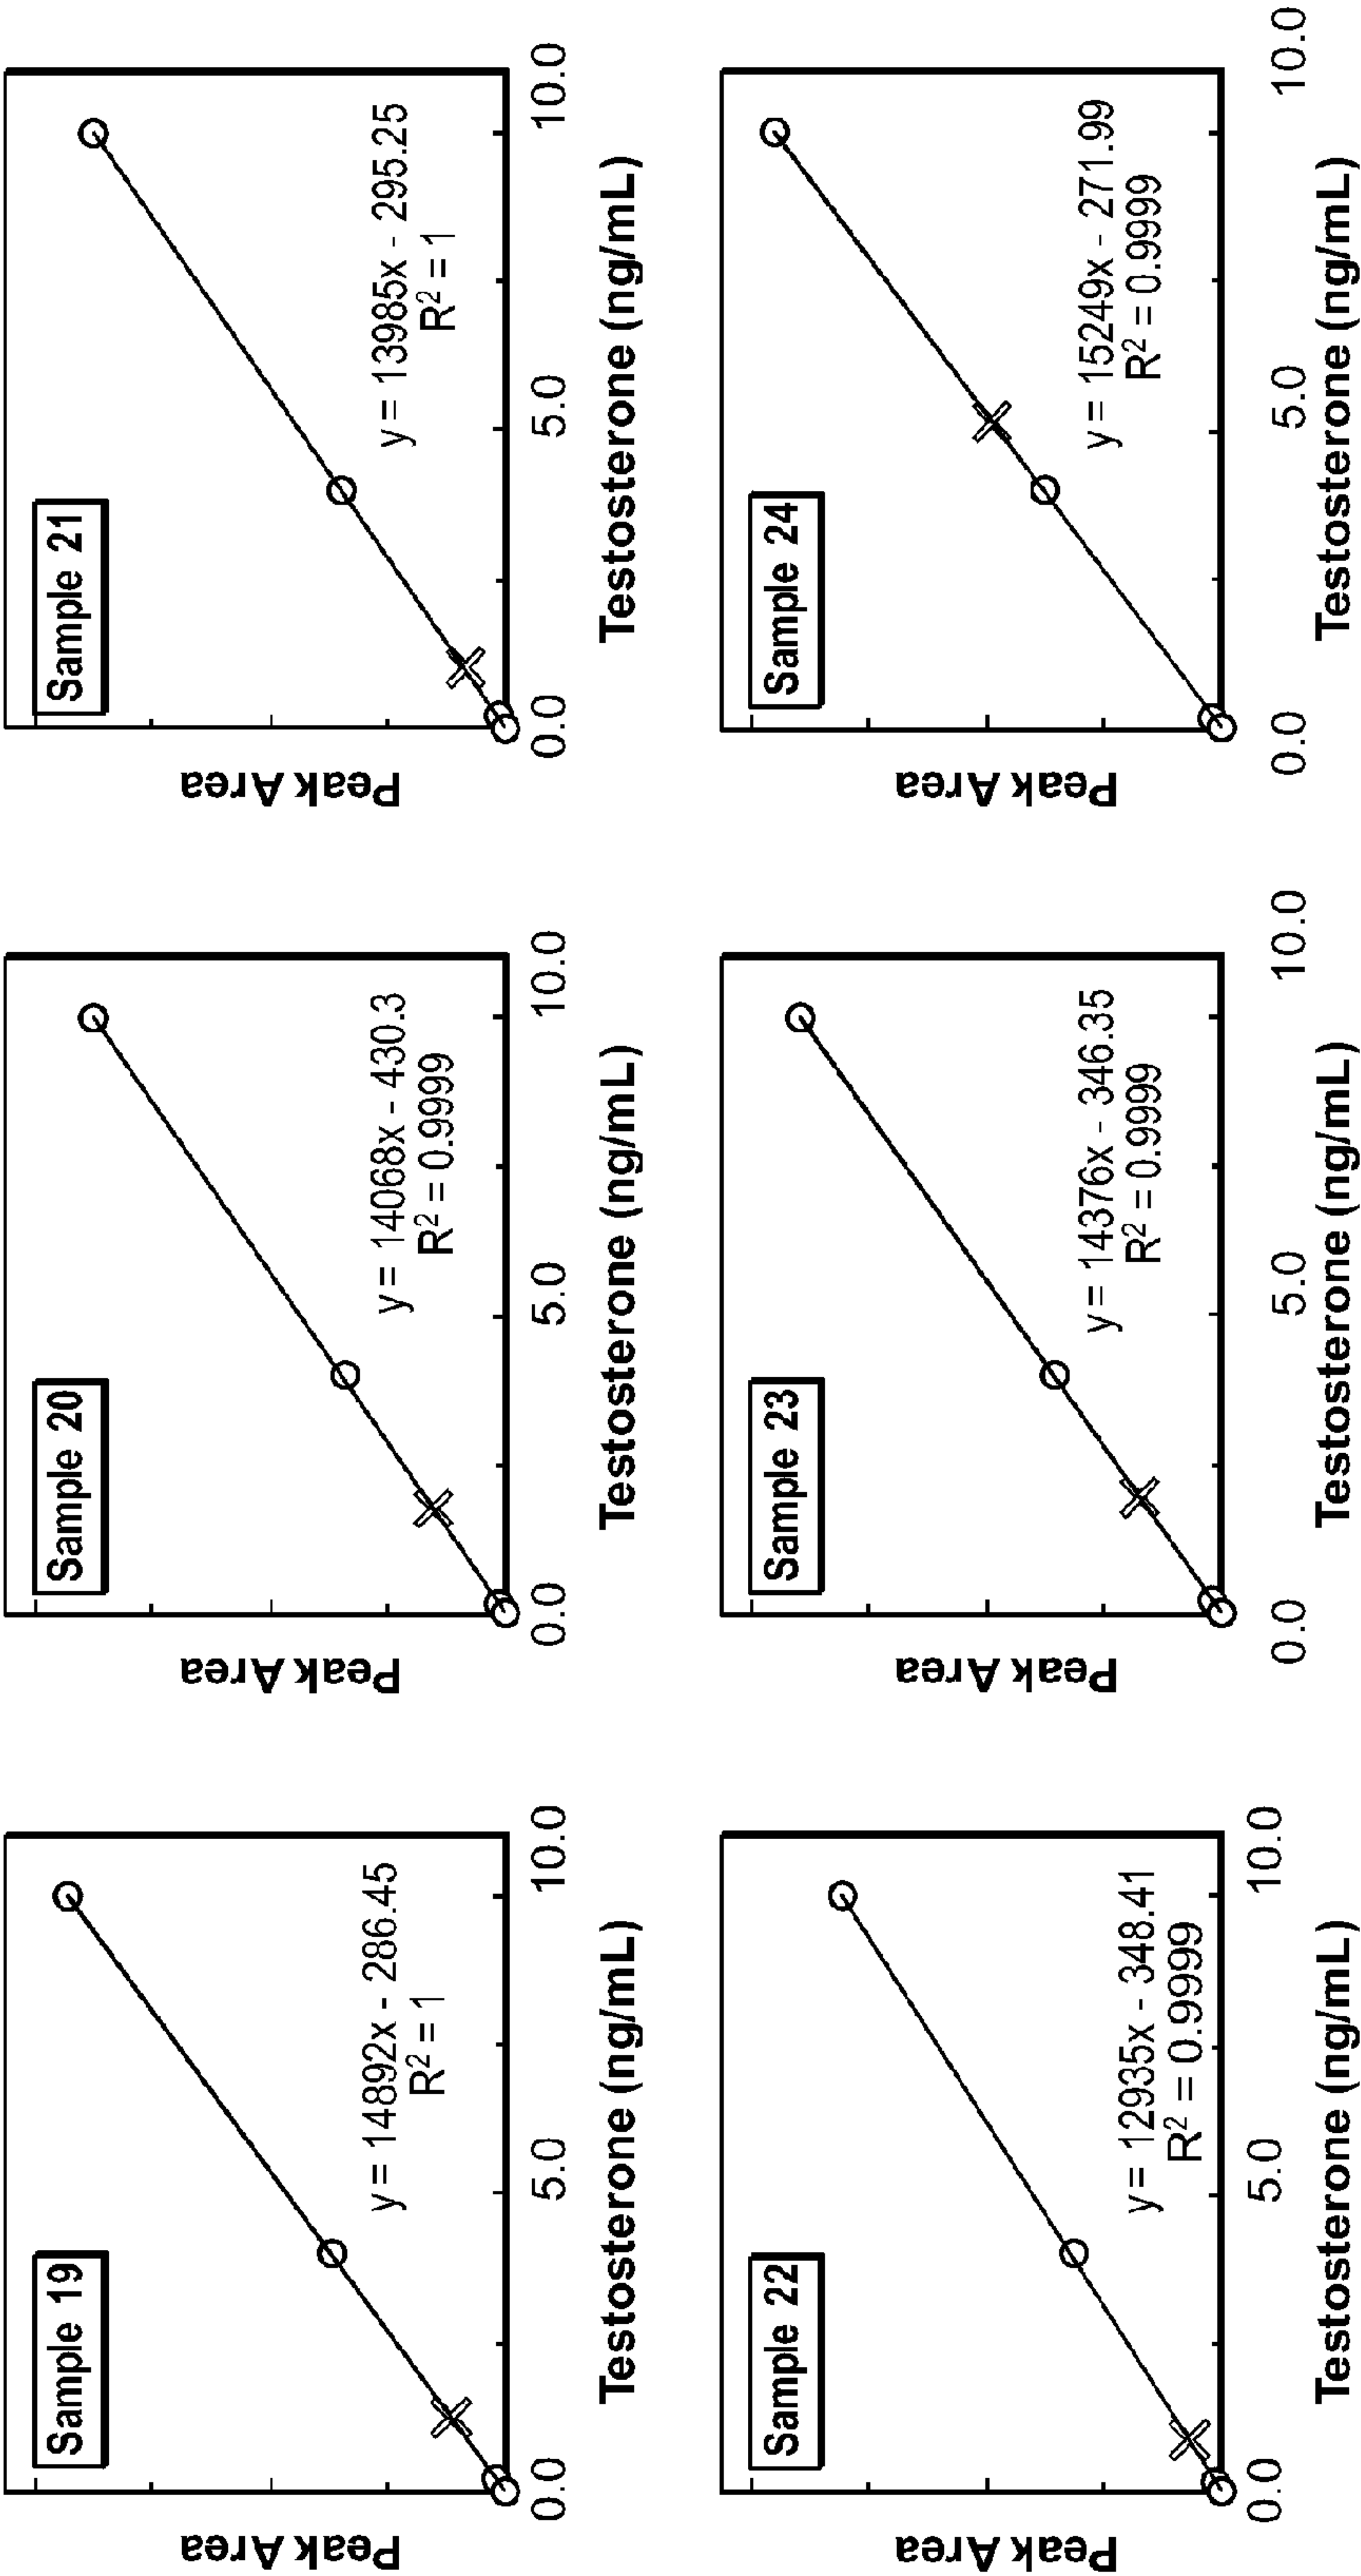 Sample 19
y = 14892x - 286.45
R² = 1
Peak Area
0.0
5.0
10.0
Testosterone (ng/mL)
Sample 20
y = 14068x - 430.3
R² = 0.9999
Peak Area
0.0
5.0
10.0
Testosterone (ng/mL)
Sample 21
y = 13985x - 295.25
R² = 1
Peak Area
0.0
5.0
10.0
Testosterone (ng/mL)
Sample 22
y = 12935x - 348.41
R² = 0.9999
Peak Area
0.0
5.0
10.0
Testosterone (ng/mL)
Sample 23
y = 14376x - 346.35
R² = 0.9999
Peak Area
0.0
5.0
10.0
Testosterone (ng/mL)
Sample 24
y = 15249x - 271.99
R² = 0.9999
Peak Area
0.0
5.0
10.0
Testosterone (ng/mL)